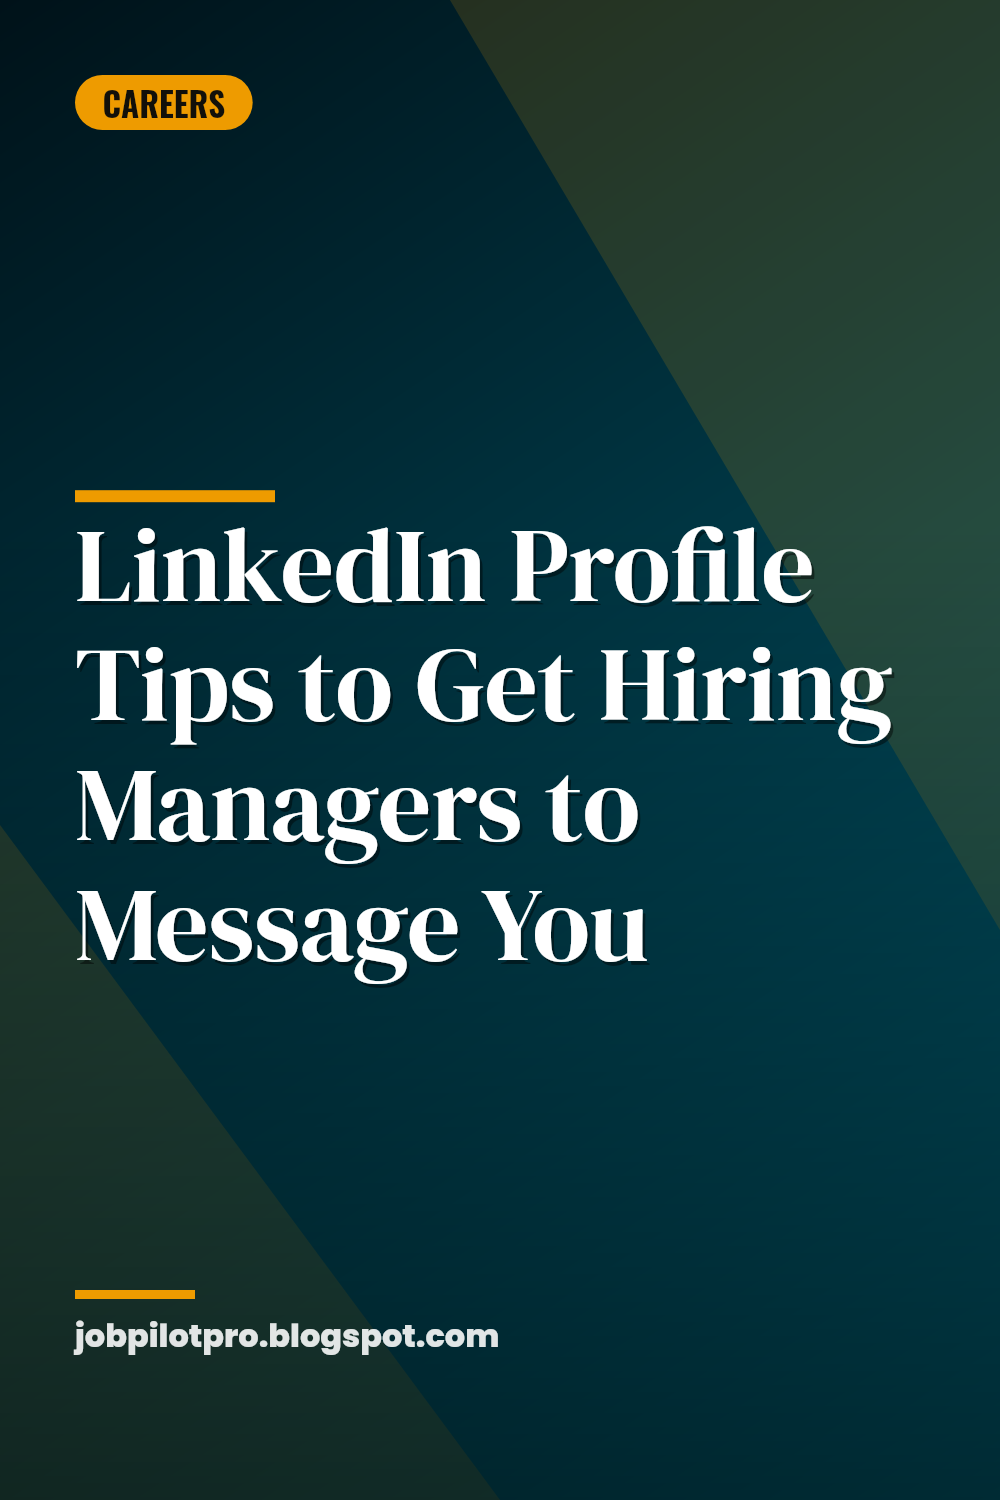 CAREERS
LinkedIn Profile
Tips to Get Hiring
Managers to
Message You
jobpilotpro.blogspot.com